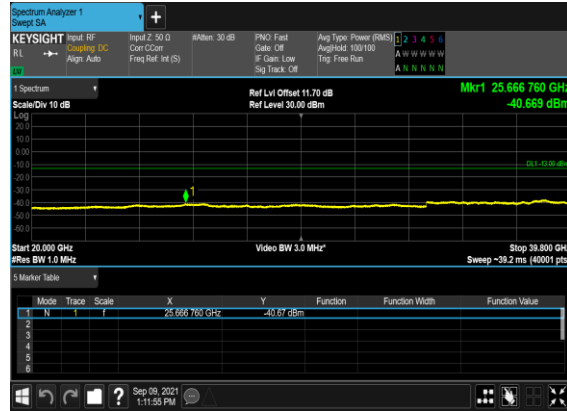 Spectrum Analyzer 1
Swept SA
+
KEYSIGHT Input: RF Input Z: 50 Ω #Atten: 30 dB PNO: Fast Avg Type: Power (RMS) 1 2 3 4 5 6
RL Coupling: DC Corr CCorr Gate: Off Avg|Hold: 100/100 A W W W W W
Align: Auto Freq Ref: Int (S) IF Gain: Low Trig: Free Run
Sig Track: Off A N N N N N
1 Spectrum Ref Lvl Offset 11.70 dB Mkr1 25.666 760 GHz
Scale/Div 10 dB Ref Level 30.00 dBm -40.669 dBm
Log
20.0
10.0
0.00
-10.0 DL1 -13.00 dBm
-20.0
-30.0 1
-40.0
-50.0
-60.0
Start 20.000 GHz Video BW 3.0 MHz* Stop 39.800 GHz
#Res BW 1.0 MHz Sweep ~39.2 ms (40001 pts)
5 Marker Table
Mode Trace Scale X Y Function Function Width Function Value
1 N 1 f 25.666 760 GHz -40.67 dBm
2
3
4
5
6
? Sep 09, 2021
1:11:55 PM